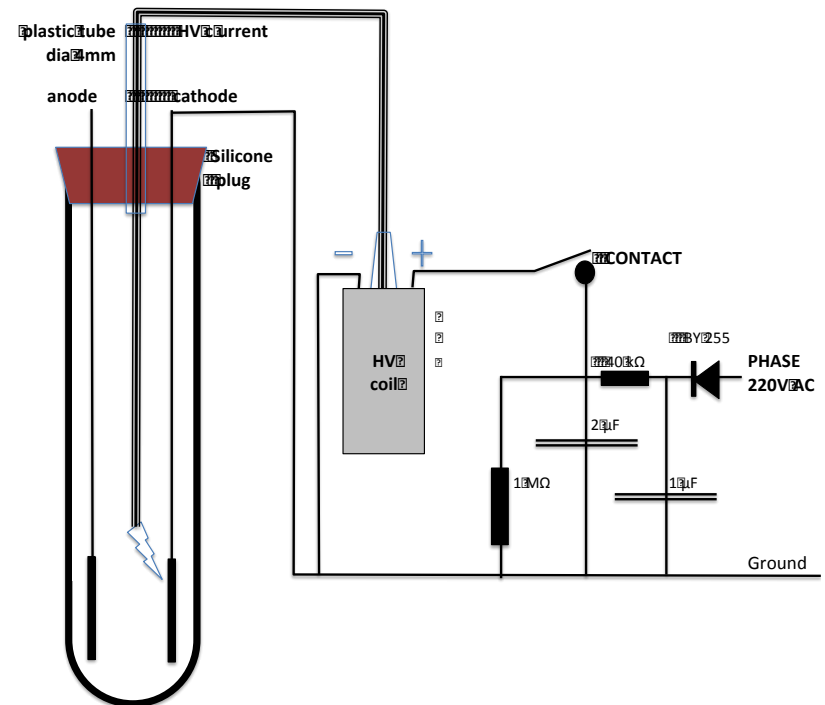 plastic tube
dia 4mm
HV current
anode
cathode
Silicone
plug
−
+
CONTACT
HV
coil
BY 255
PHASE
220V AC
40 kΩ
2 µF
1 MΩ
1 µF
Ground